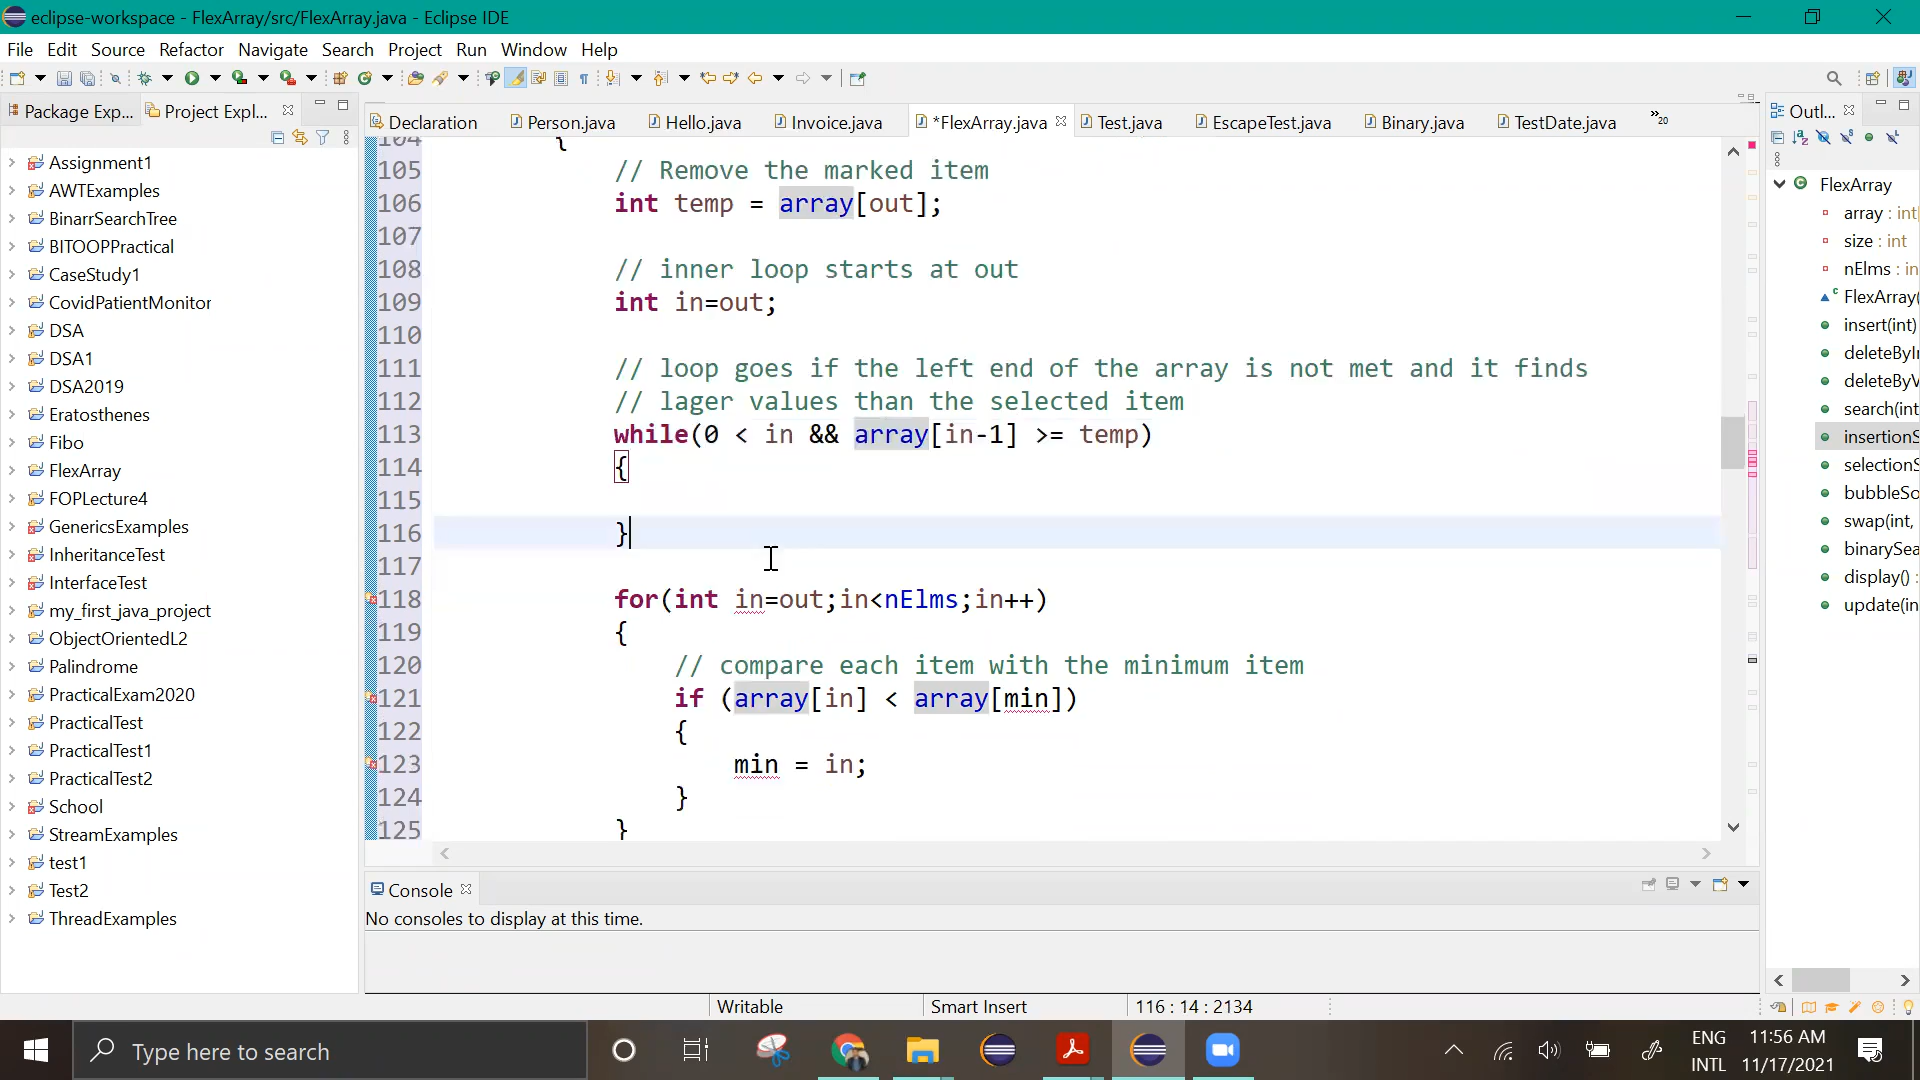 eclipse-workspace - FlexArray/src/FlexArray.java - Eclipse IDE
File Edit Source Refactor Navigate Search Project Run Window Help
Package Exp... Project Expl...
Declaration Person.java Hello.java Invoice.java *FlexArray.java Test.java EscapeTest.java Binary.java TestDate.java »20
Outl...
Assignment1
AWTExamples
BinarrSearchTree
BITOOPPractical
CaseStudy1
CovidPatientMonitor
DSA
DSA1
DSA2019
Eratosthenes
Fibo
FlexArray
FOPLecture4
GenericsExamples
InheritanceTest
InterfaceTest
my_first_java_project
ObjectOrientedL2
Palindrome
PracticalExam2020
PracticalTest
PracticalTest1
PracticalTest2
School
StreamExamples
test1
Test2
ThreadExamples
104 {
105 // Remove the marked item
106 int temp = array[out];
107
108 // inner loop starts at out
109 int in=out;
110
111 // loop goes if the left end of the array is not met and it finds
112 // lager values than the selected item
113 while(0 < in && array[in-1] >= temp)
114 {
115
116 }
117
118 for(int in=out;in<nElms;in++)
119 {
120 // compare each item with the minimum item
121 if (array[in] < array[min])
122 {
123 min = in;
124 }
125 }
FlexArray
array : int
size : int
nElms : in
FlexArray(
insert(int)
deleteByIn
deleteByV
search(int
insertionS
selectionS
bubbleSo
swap(int,
binarySea
display() :
update(in
Console
No consoles to display at this time.
Writable Smart Insert 116 : 14 : 2134
Type here to search
ENG
INTL
11:56 AM
11/17/2021